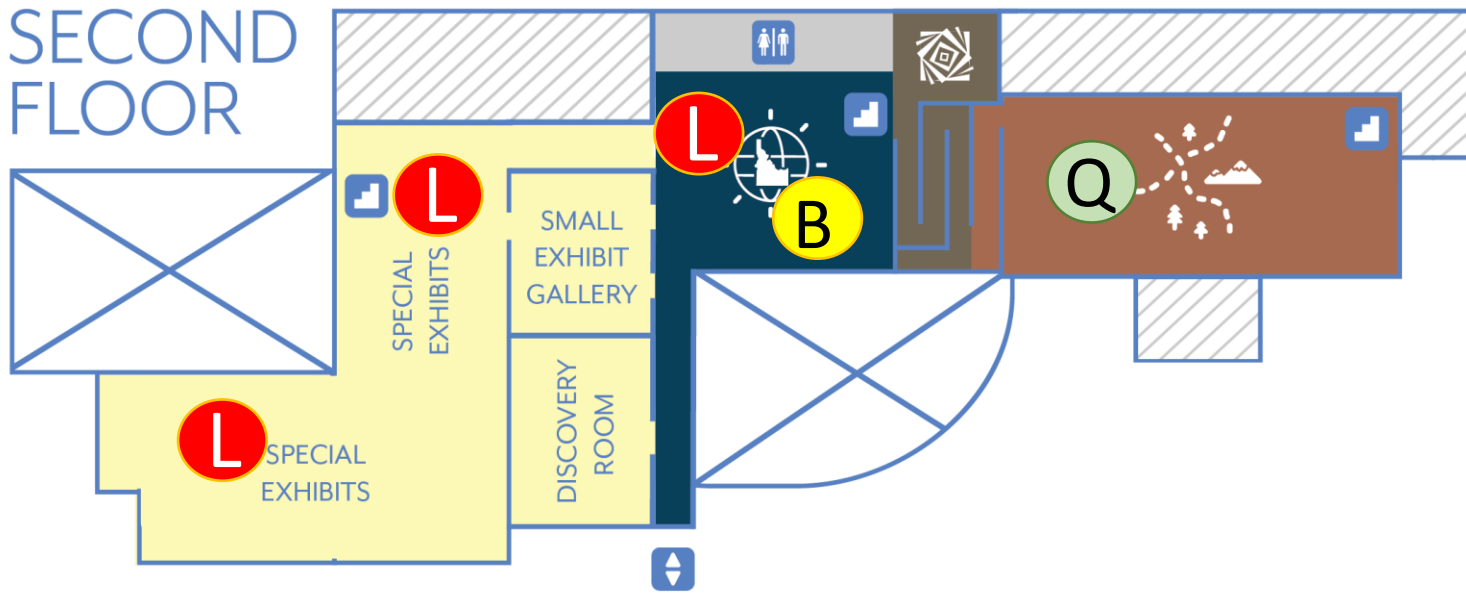 SECOND
FLOOR
L
L
B
Q
L
SMALL
EXHIBIT
GALLERY
SPECIAL
EXHIBITS
DISCOVERY
ROOM
L
SPECIAL
EXHIBITS